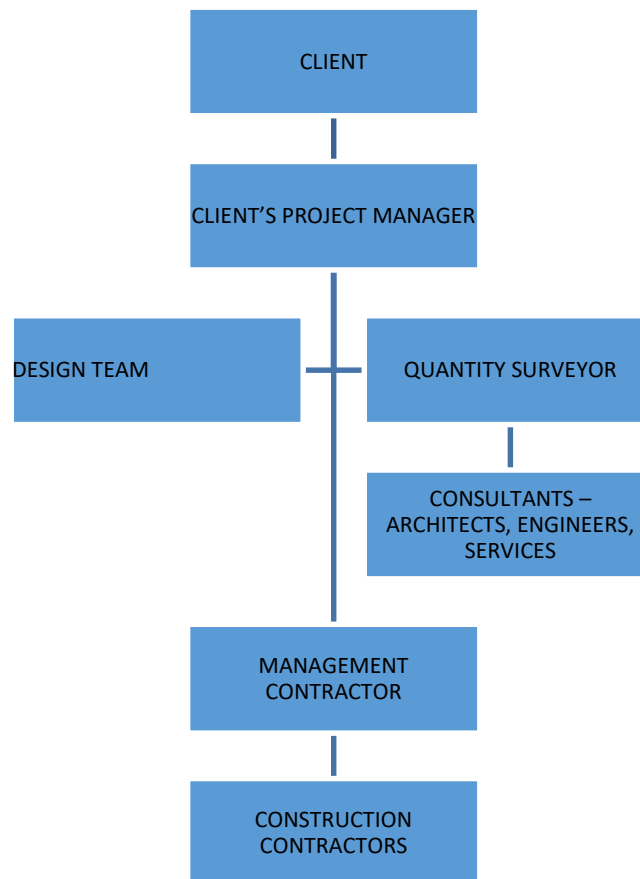 CLIENT
CLIENT’S PROJECT MANAGER
DESIGN TEAM
QUANTITY SURVEYOR
CONSULTANTS –
ARCHITECTS, ENGINEERS,
SERVICES
MANAGEMENT
CONTRACTOR
CONSTRUCTION
CONTRACTORS